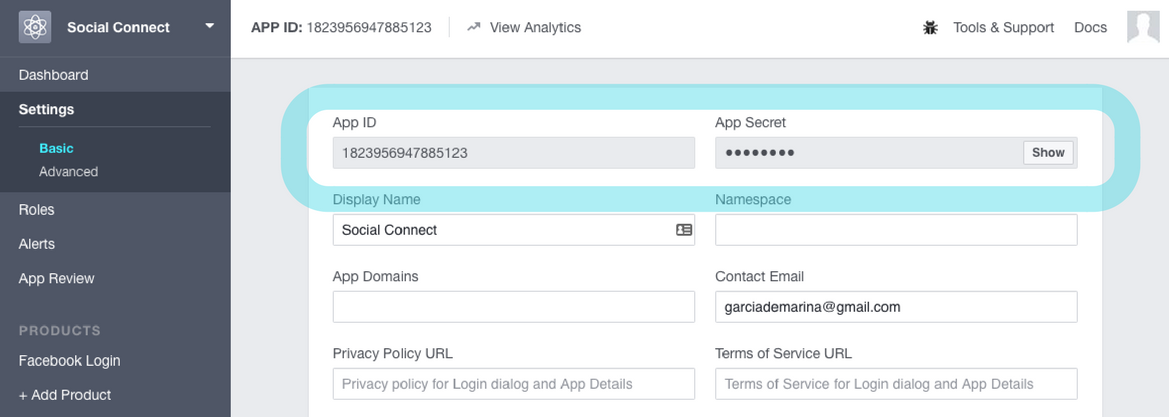 Social Connect
APP ID: 1823956947885123
View Analytics
Tools & Support
Docs
Dashboard
Settings
Basic
Advanced
Roles
Alerts
App Review
PRODUCTS
Facebook Login
+ Add Product
App ID
1823956947885123
App Secret
••••••••
Show
Display Name
Social Connect
Namespace
App Domains
Contact Email
garciademarina@gmail.com
Privacy Policy URL
Privacy policy for Login dialog and App Details
Terms of Service URL
Terms of Service for Login dialog and App Details